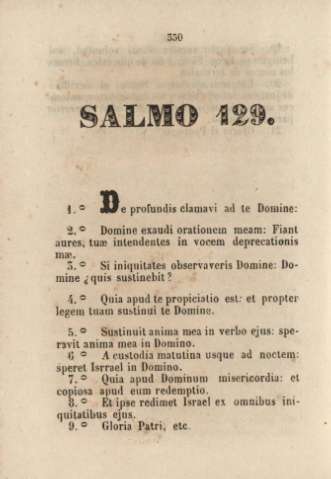 350
SALMO 129.
1.º De profundis clamavi ad te Domine:
2.º Domine exaudi orationem meam: Fiant
aures, tuæ intendentes in vocem deprecationis
mæ.
3.º Si iniquitates observaveris Domine: Do-
mine ¿quis sustinebit?
4.º Quia apud te propiciatio est: et propter
legem tuam sustinui te Domine.
5.º Sustinuit anima mea in verbo ejus: spe-
ravit anima mea in Domino.
6º A custodia matutina usque ad noctem:
speret Isrrael in Domino.
7.º Quia apud Dominum misericordia: et
copiosa apud eum redemptio.
8.º Et ipse redimet Israel ex omnibus ini-
quitatibus ejus.
9.º Gloria Patri, etc.